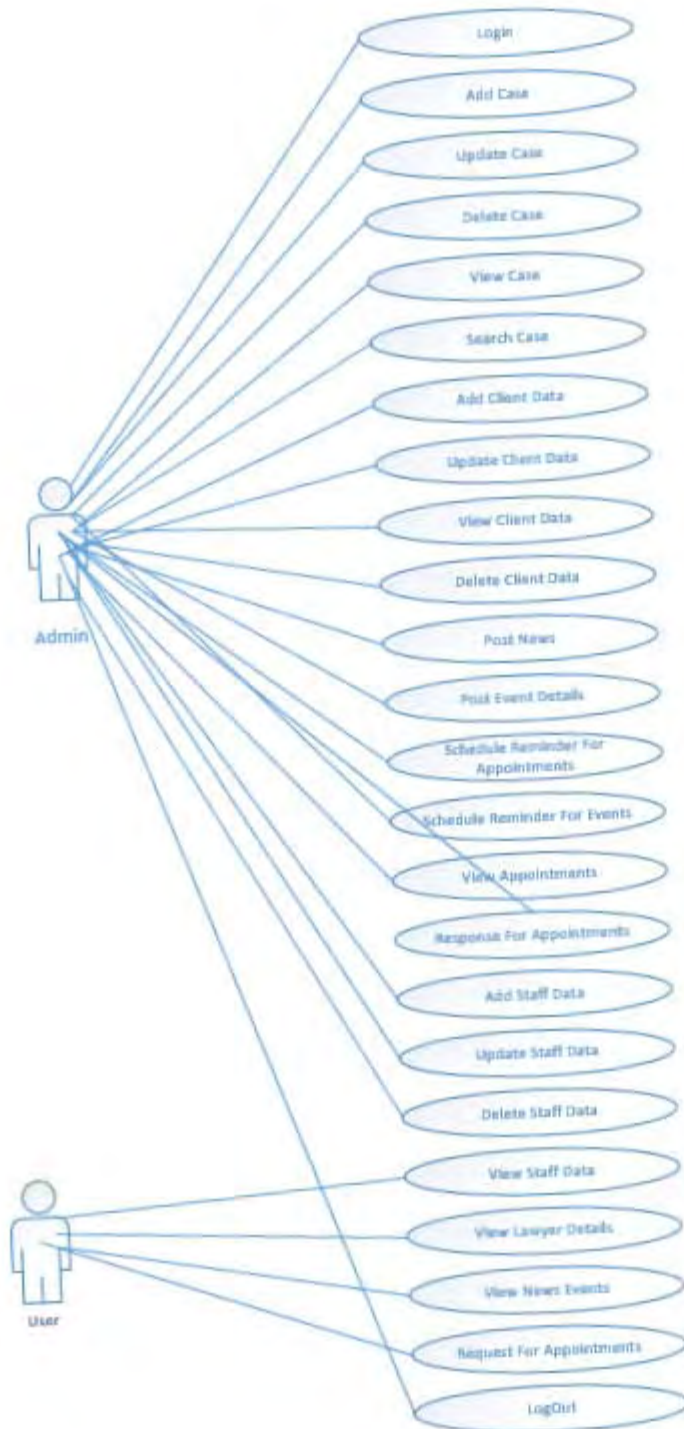 Login
Add Case
Update Case
Delete Case
View Case
Search Case
Add Client Data
Update Client Data
View Client Data
Delete Client Data
Admin
Post News
Post Event Details
Schedule Reminder For
Appointments
Schedule Reminder For Events
View Appointments
Response For Appointments
Add Staff Data
Update Staff Data
Delete Staff Data
View Staff Data
View Lawyer Details
View News Events
User
Request For Appointments
LogOut